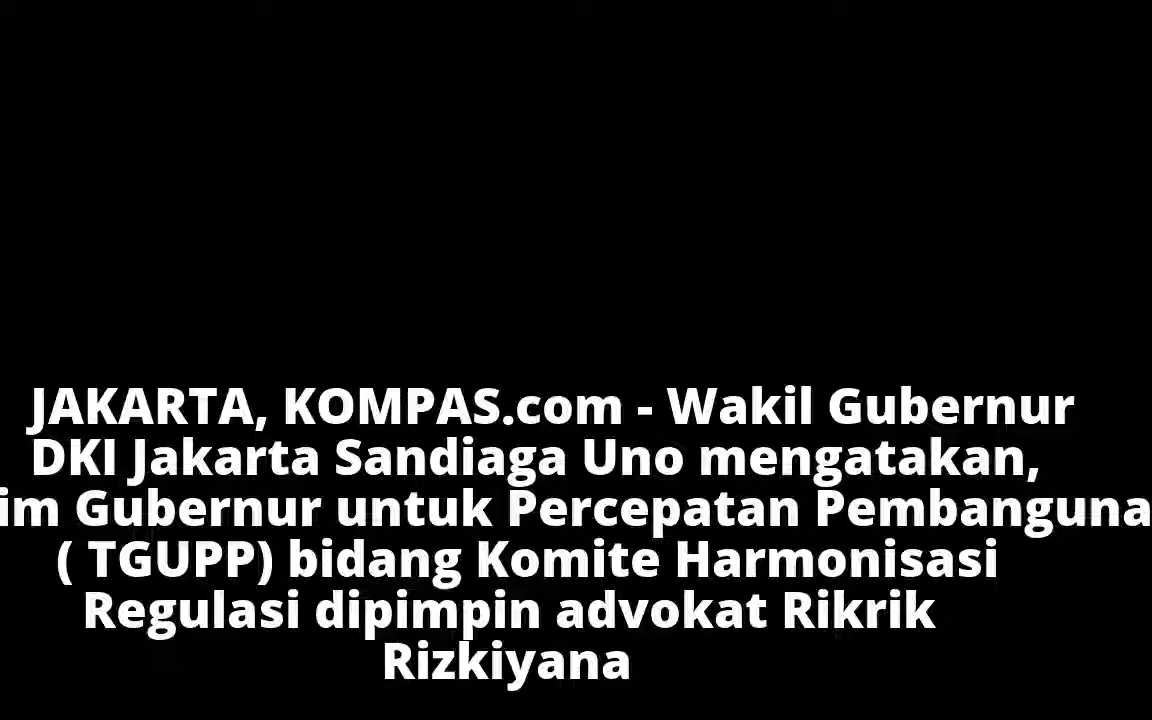 JAKARTA, KOMPAS.com - Wakil Gubernur
DKI Jakarta Sandiaga Uno mengatakan,
im Gubernur untuk Percepatan Pembanguna
( TGUPP) bidang Komite Harmonisasi
Regulasi dipimpin advokat Rikrik
Rizkiyana